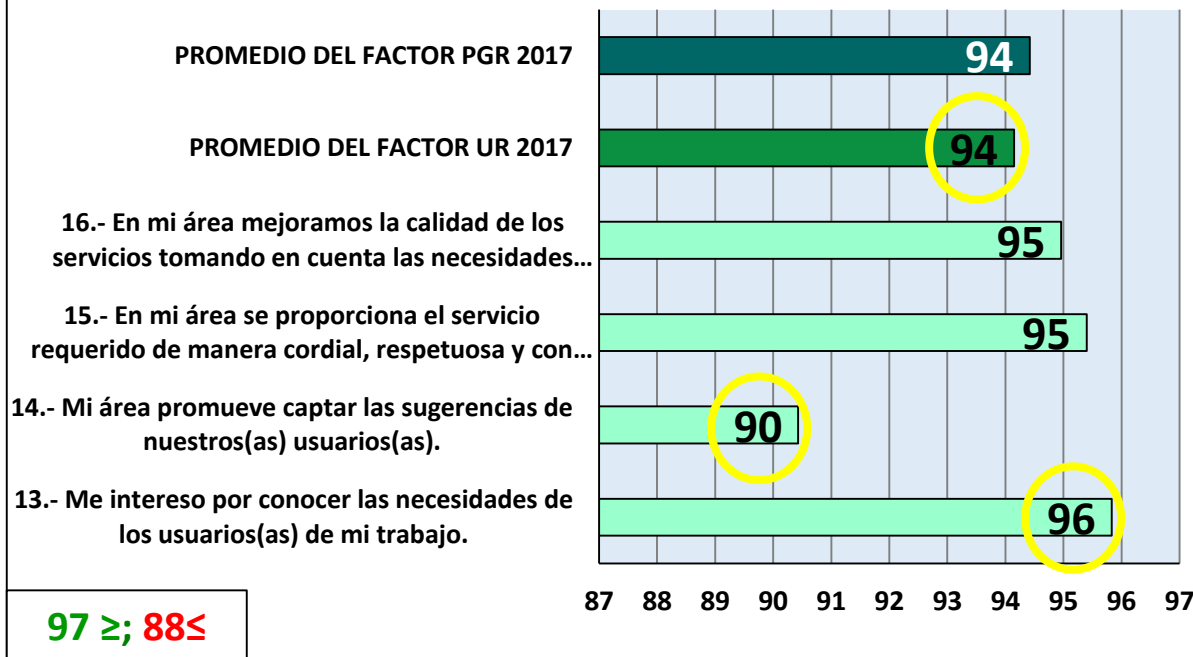 PROMEDIO DEL FACTOR PGR 2017
94
PROMEDIO DEL FACTOR UR 2017
94
16.- En mi área mejoramos la calidad de los
servicios tomando en cuenta las necesidades...
95
15.- En mi área se proporciona el servicio
requerido de manera cordial, respetuosa y con...
95
14.- Mi área promueve captar las sugerencias de
nuestros(as) usuarios(as).
90
13.- Me intereso por conocer las necesidades de
los usuarios(as) de mi trabajo.
96
87 88 89 90 91 92 93 94 95 96 97
97 ≥; 88≤